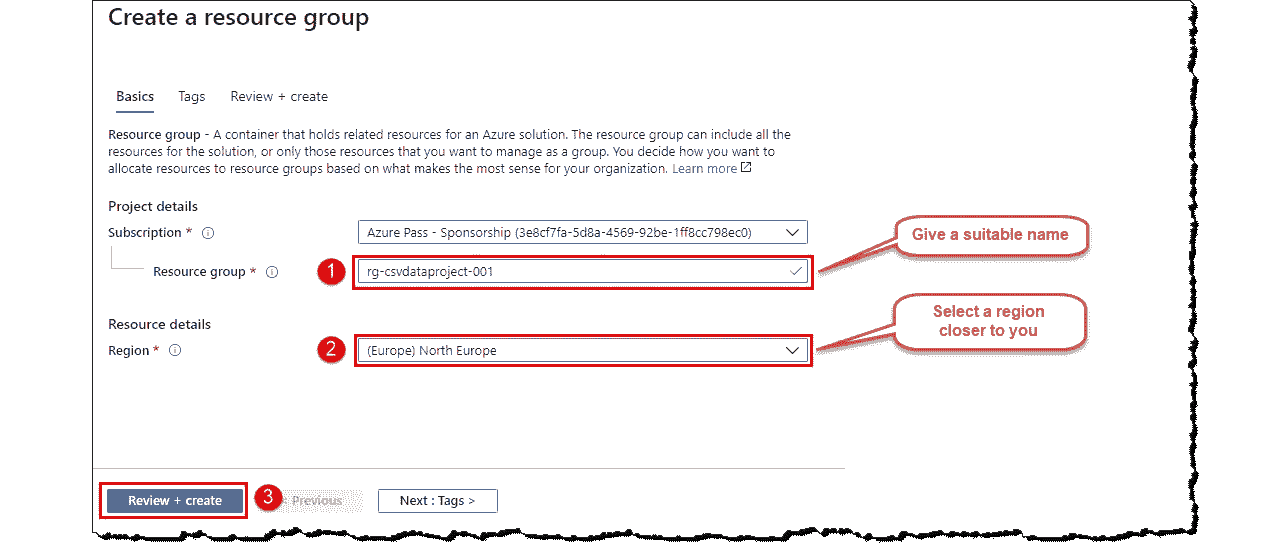 Create a resource group
Basics Tags Review + create
Resource group - A container that holds related resources for an Azure solution. The resource group can include all the
resources for the solution, or only those resources that you want to manage as a group. You decide how you want to
allocate resources to resource groups based on what makes the most sense for your organization. Learn more
Project details
Subscription *
Azure Pass - Sponsorship (3e8cf7fa-5d8a-4569-92be-1ff8cc798ec0)
Give a suitable name
Resource group *
1
rg-csvdataproject-001
Resource details
Select a region
closer to you
Region *
2
(Europe) North Europe
Review + create
3
< Previous
Next : Tags >